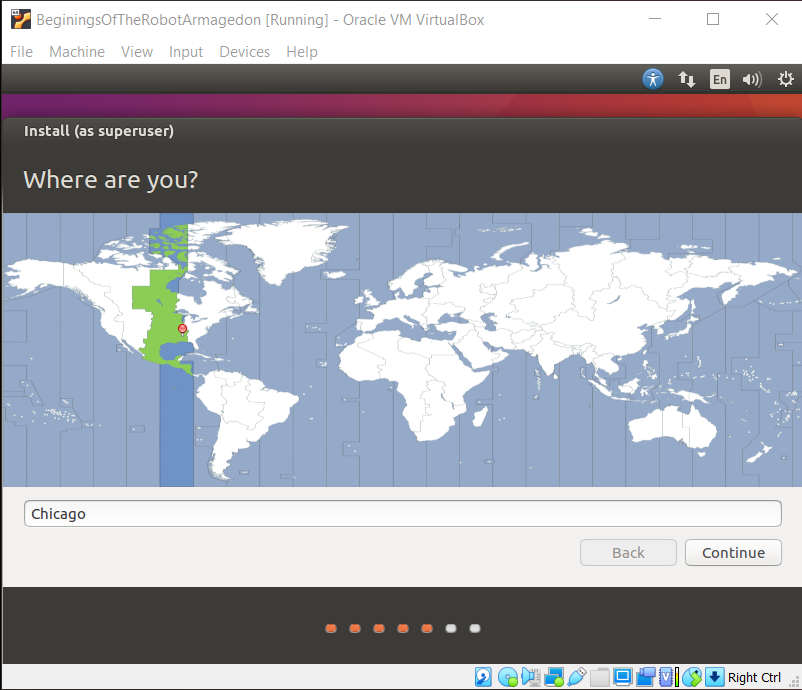 BeginingsOfTheRobotArmagedon [Running] - Oracle VM VirtualBox
File Machine View Input Devices Help
En
Install (as superuser)
Where are you?
Chicago
Back Continue
V
Right Ctrl